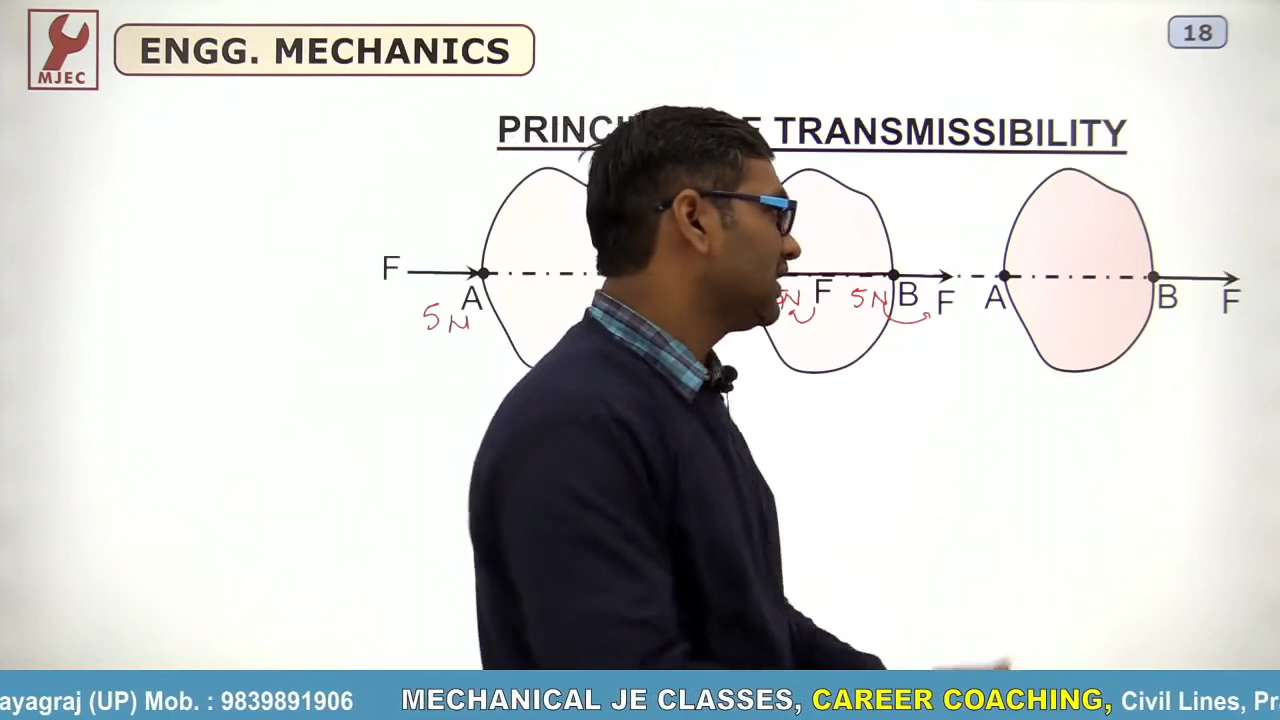 MJEC
ENGG. MECHANICS
18
TRANSMISSIBILITY
F A
5N
F
N 5N
B F
A B F
ayagraj (UP) Mob. : 9839891906 MECHANICAL JE CLASSES, CAREER COACHING, Civil Lines, Pr